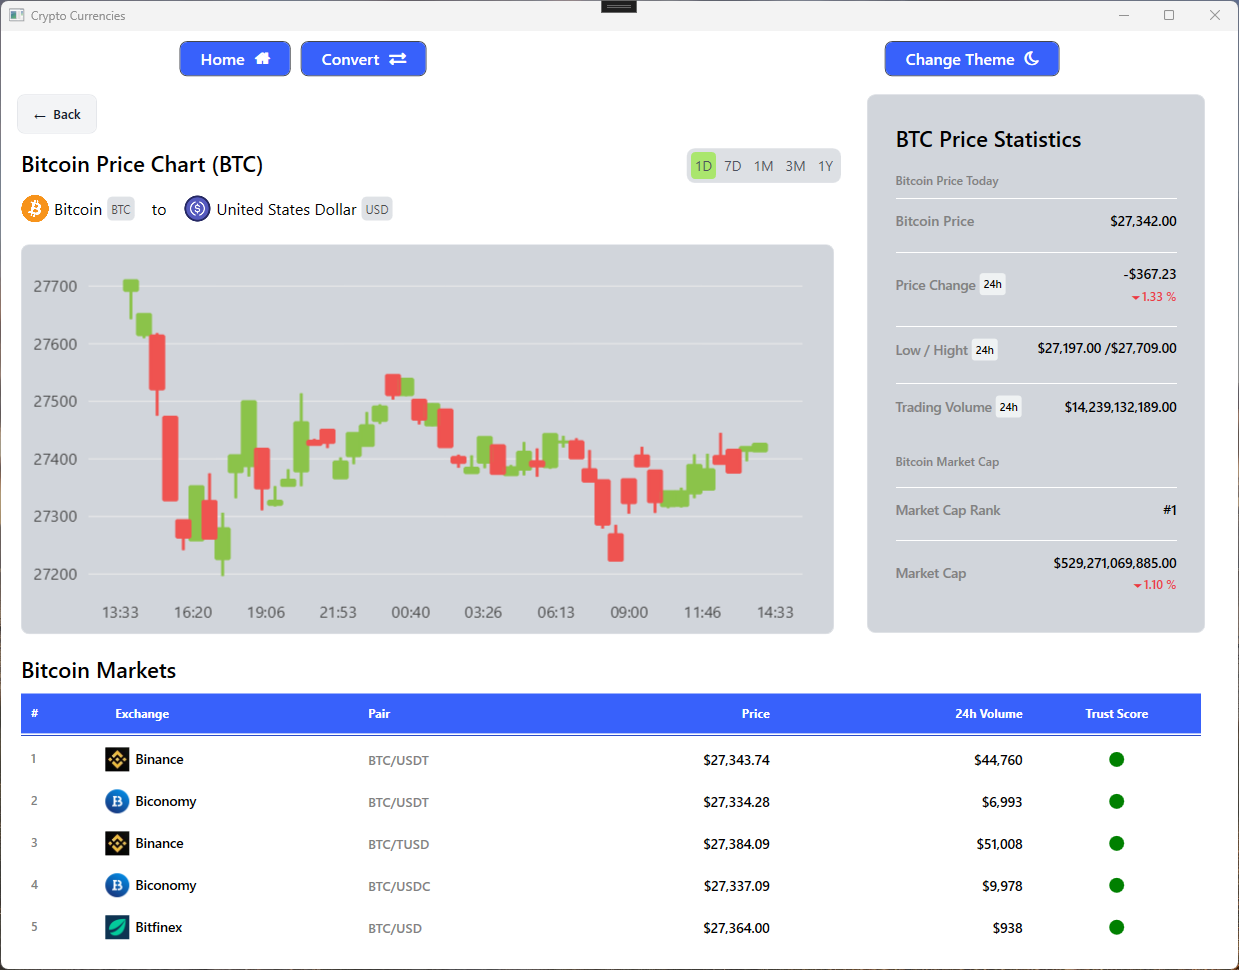 Crypto Currencies
Home
Convert
Change Theme
← Back
Bitcoin Price Chart (BTC)
1D 7D 1M 3M 1Y
Bitcoin BTC to United States Dollar USD
27700
27600
27500
27400
27300
27200
13:33 16:20 19:06 21:53 00:40 03:26 06:13 09:00 11:46 14:33
BTC Price Statistics
Bitcoin Price Today
Bitcoin Price $27,342.00
Price Change 24h -$367.23
1.33 %
Low / Hight 24h $27,197.00 /$27,709.00
Trading Volume 24h $14,239,132,189.00
Bitcoin Market Cap
Market Cap Rank #1
Market Cap $529,271,069,885.00
1.10 %
Bitcoin Markets
# Exchange Pair Price 24h Volume Trust Score
1 Binance BTC/USDT $27,343.74 $44,760
2 Biconomy BTC/USDT $27,334.28 $6,993
3 Binance BTC/TUSD $27,384.09 $51,008
4 Biconomy BTC/USDC $27,337.09 $9,978
5 Bitfinex BTC/USD $27,364.00 $938